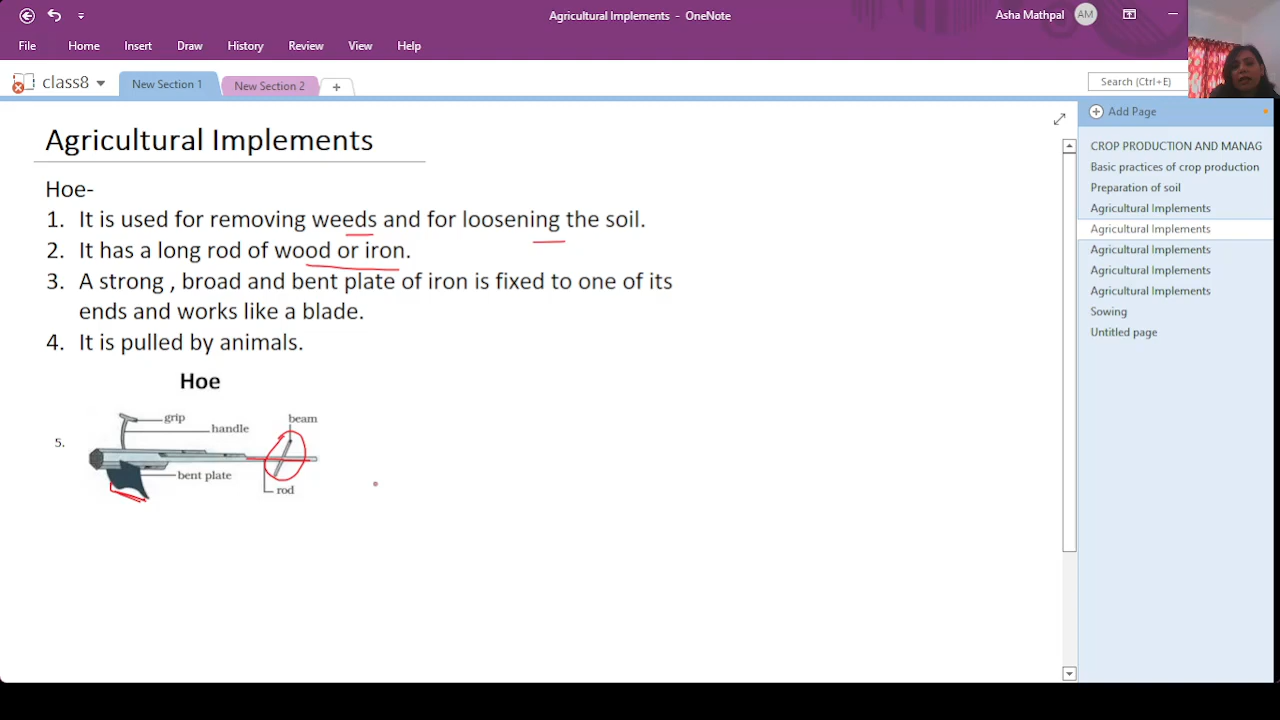 Agricultural Implements - OneNote
Asha Mathpal AM
File Home Insert Draw History Review View Help
class8 New Section 1 New Section 2 +
Search (Ctrl+E)
Add Page
Agricultural Implements
Hoe-
1. It is used for removing weeds and for loosening the soil.
2. It has a long rod of wood or iron.
3. A strong , broad and bent plate of iron is fixed to one of its
ends and works like a blade.
4. It is pulled by animals.
Hoe
5.
grip
beam
handle
bent plate
rod
CROP PRODUCTION AND MANAG
Basic practices of crop production
Preparation of soil
Agricultural Implements
Agricultural Implements
Agricultural Implements
Agricultural Implements
Agricultural Implements
Sowing
Untitled page